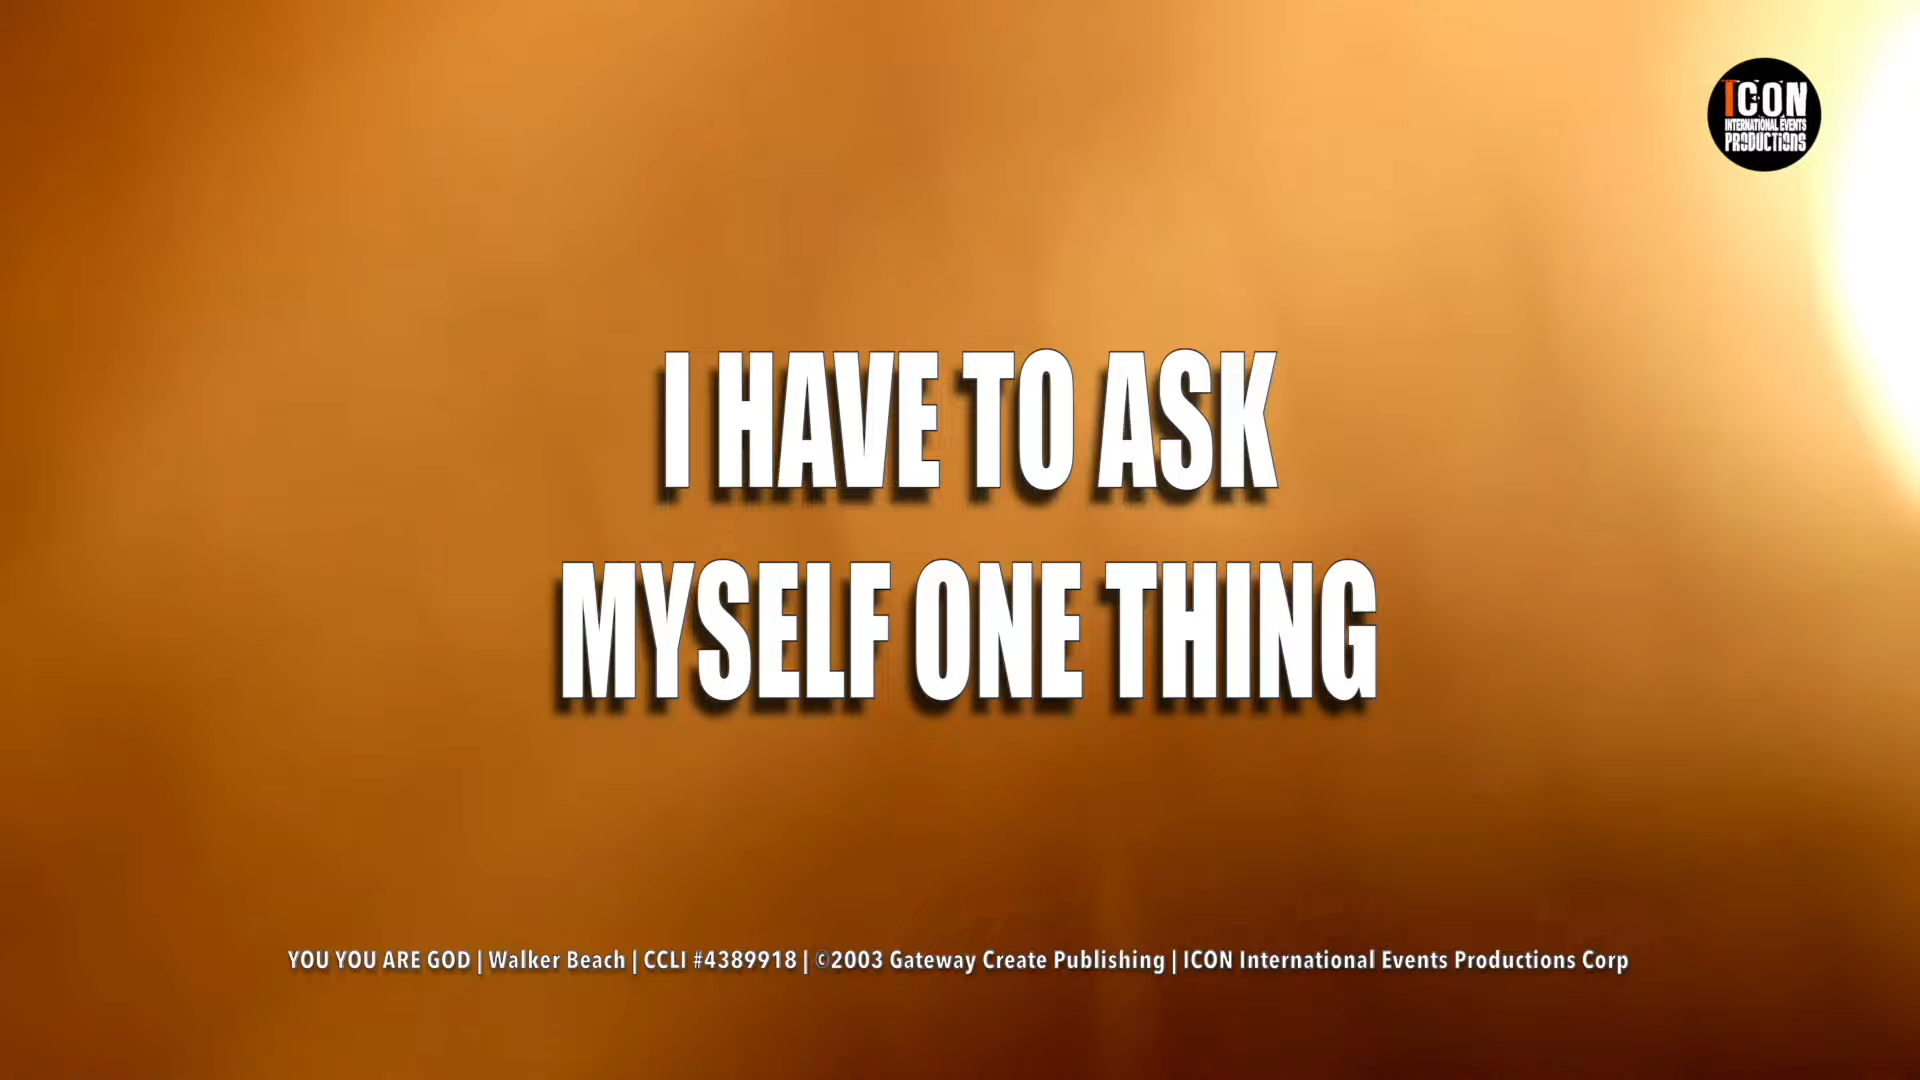 ICON
INTERNATIONAL EVENTS
PRODUCTIONS
I HAVE TO ASK
MYSELF ONE THING
YOU YOU ARE GOD | Walker Beach | CCLI #4389918 | ©2003 Gateway Create Publishing | ICON International Events Productions Corp